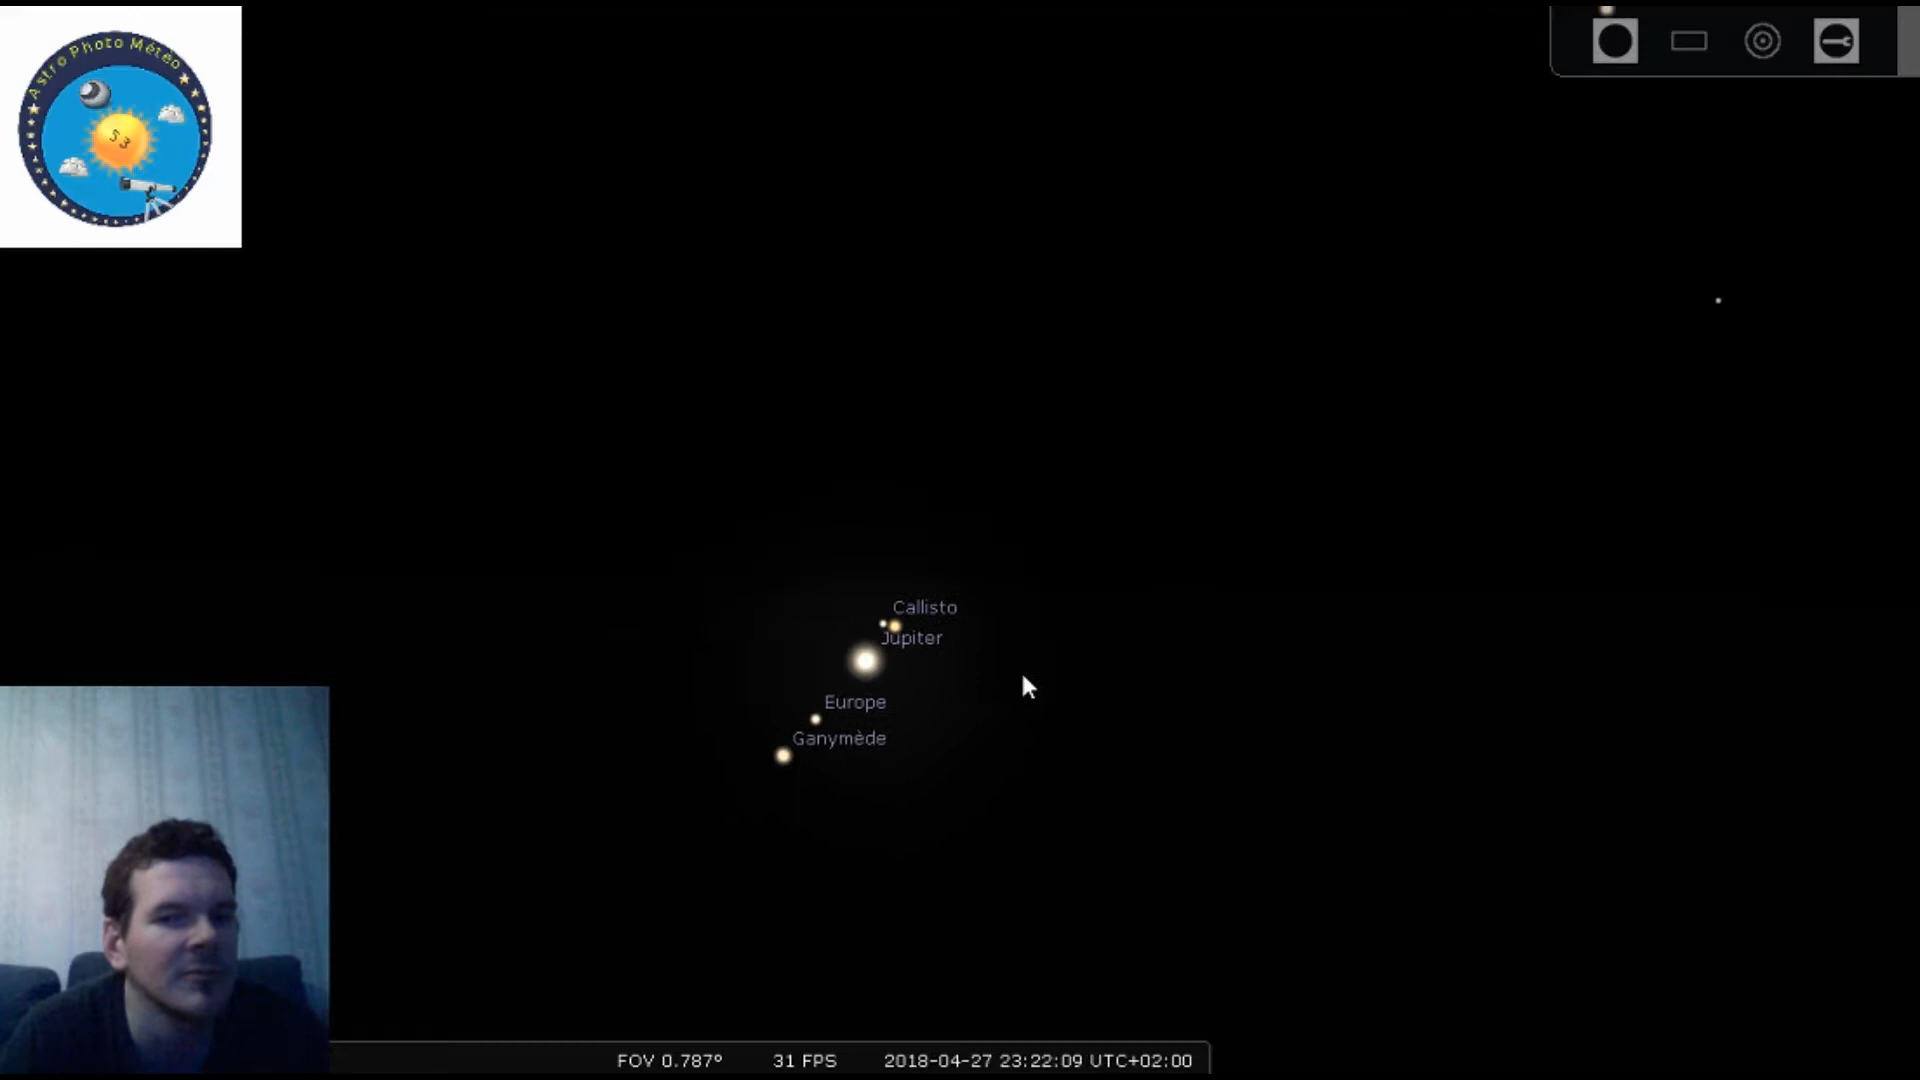 Astro Photo Météo
S3
Callisto
Jupiter
Europe
Ganymède
FOV 0.787° 31 FPS 2018-04-27 23:22:09 UTC+02:00